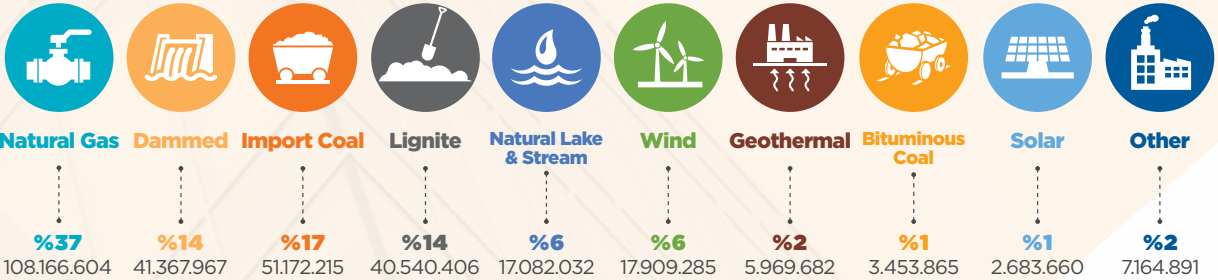 Natural Gas
Dammed
Import Coal
Lignite
Natural Lake
& Stream
Wind
Geothermal
Bituminous
Coal
Solar
Other
%37
%14
%17
%14
%6
%6
%2
%1
%1
%2
108.166.604
41.367.967
51.172.215
40.540.406
17.082.032
17.909.285
5.969.682
3.453.865
2.683.660
7.164.891